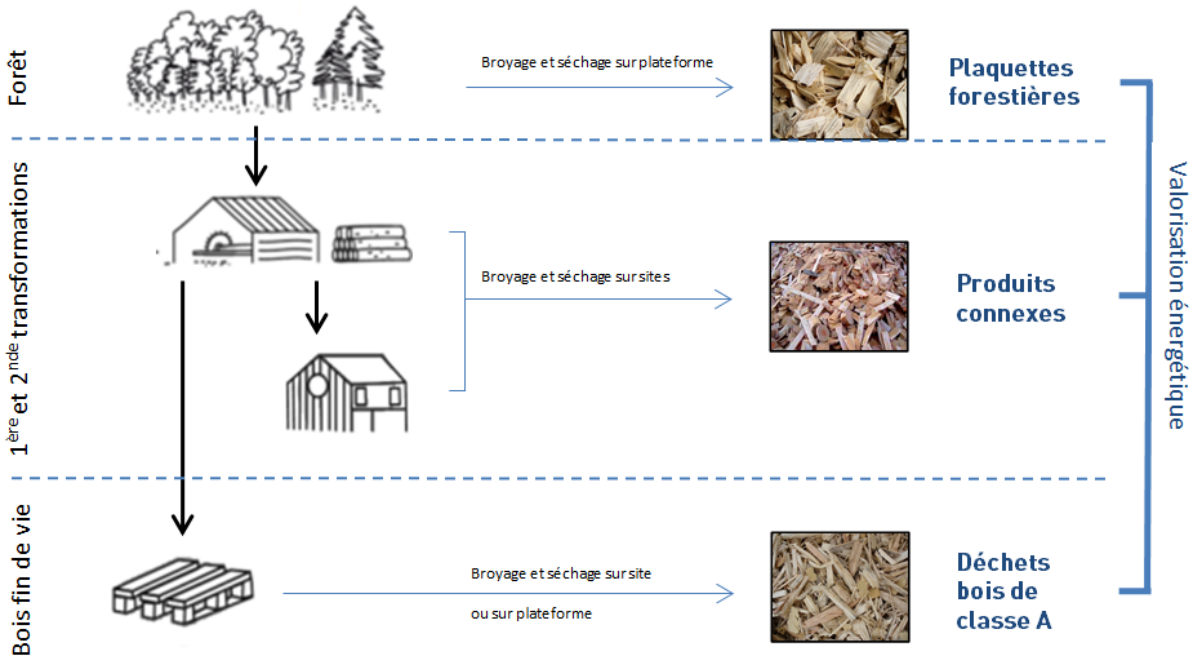 Forêt
Broyage et séchage sur plateforme
Plaquettes
forestières
1ère et 2nde transformations
Broyage et séchage sur sites
Produits
connexes
Valorisation énergétique
Bois fin de vie
Broyage et séchage sur site
ou sur plateforme
Déchets
bois de
classe A